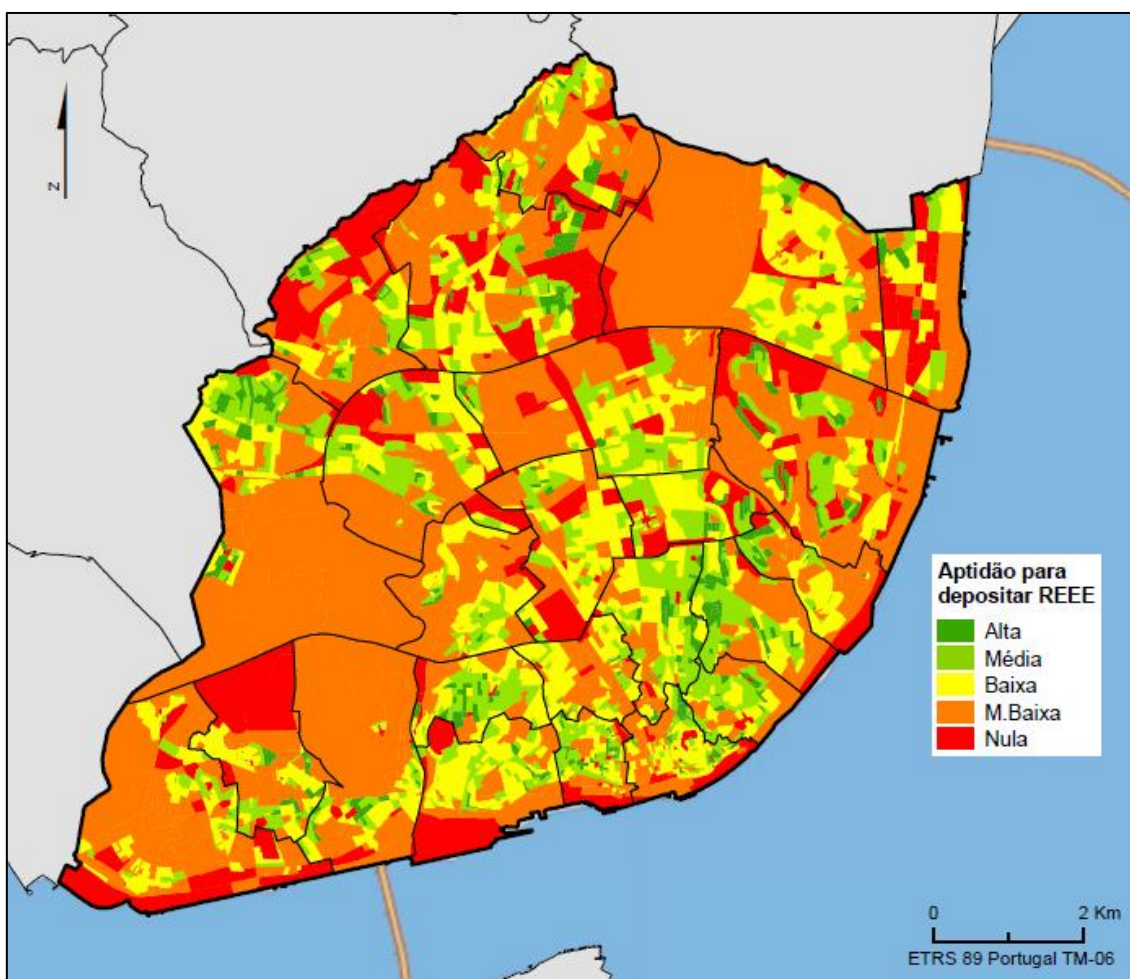 N
Aptidão para
depositar REEE
Alta
Média
Baixa
M.Baixa
Nula
0 2 Km
ETRS 89 Portugal TM-06